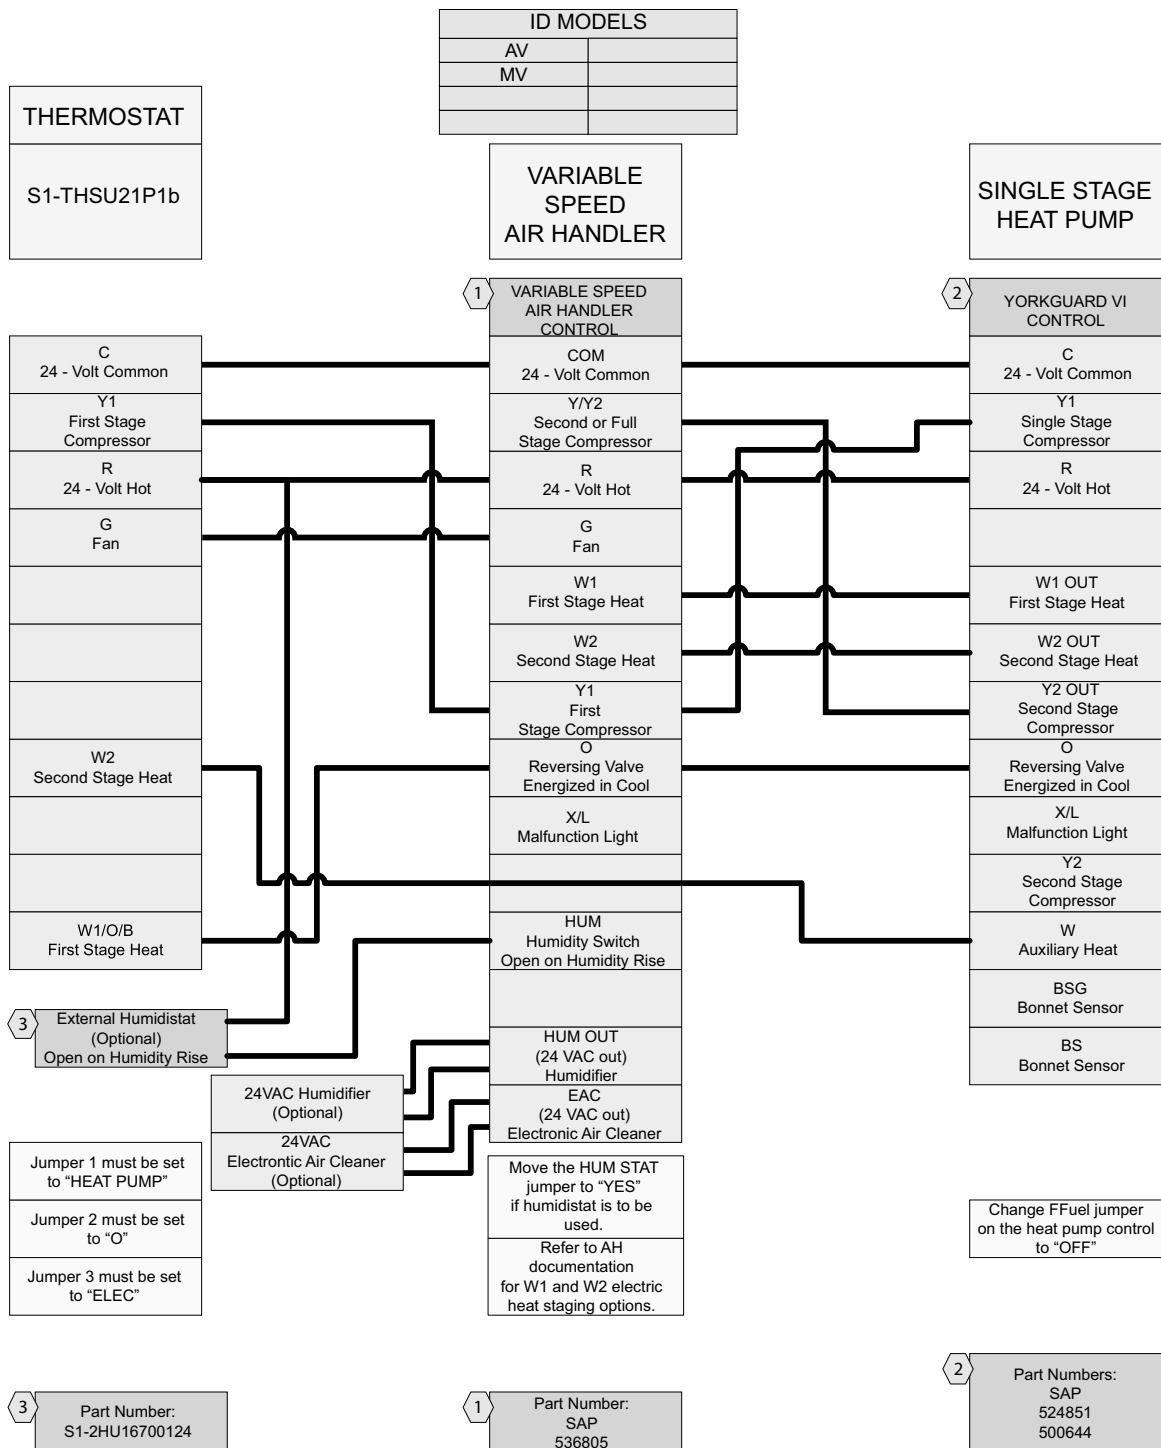 ID MODELS
AV
MV
THERMOSTAT
S1-THSU21P1b
VARIABLE
SPEED
AIR HANDLER
SINGLE STAGE
HEAT PUMP
1
VARIABLE SPEED
AIR HANDLER
CONTROL
2
YORKGUARD VI
CONTROL
C
24 - Volt Common
Y1
First Stage
Compressor
R
24 - Volt Hot
G
Fan
W2
Second Stage Heat
W1/O/B
First Stage Heat
COM
24 - Volt Common
Y/Y2
Second or Full
Stage Compressor
R
24 - Volt Hot
G
Fan
W1
First Stage Heat
W2
Second Stage Heat
Y1
First
Stage Compressor
O
Reversing Valve
Energized in Cool
X/L
Malfunction Light
HUM
Humidity Switch
Open on Humidity Rise
HUM OUT
(24 VAC out)
Humidifier
EAC
(24 VAC out)
Electronic Air Cleaner
C
24 - Volt Common
Y1
Single Stage
Compressor
R
24 - Volt Hot
W1 OUT
First Stage Heat
W2 OUT
Second Stage Heat
Y2 OUT
Second Stage
Compressor
O
Reversing Valve
Energized in Cool
X/L
Malfunction Light
Y2
Second Stage
Compressor
W
Auxiliary Heat
BSG
Bonnet Sensor
BS
Bonnet Sensor
3
External Humidistat
(Optional)
Open on Humidity Rise
24VAC Humidifier
(Optional)
24VAC
Electrontic Air Cleaner
(Optional)
Jumper 1 must be set
to “HEAT PUMP”
Jumper 2 must be set
to “O”
Jumper 3 must be set
to “ELEC”
Move the HUM STAT
jumper to “YES”
if humidistat is to be
used.
Refer to AH
documentation
for W1 and W2 electric
heat staging options.
Change FFuel jumper
on the heat pump control
to “OFF”
3
Part Number:
S1-2HU16700124
1
Part Number:
SAP
536805
2
Part Numbers:
SAP
524851
500644